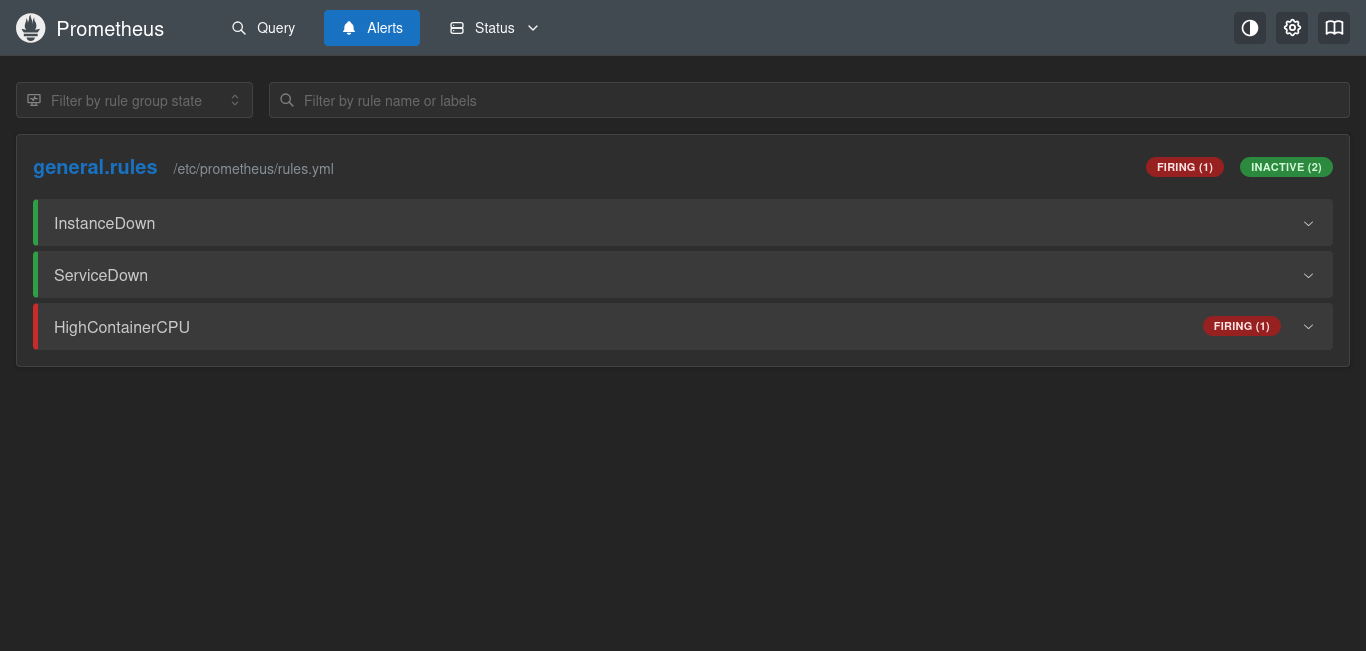 Prometheus Query Alerts Status
Filter by rule group state Filter by rule name or labels
general.rules /etc/prometheus/rules.yml FIRING (1) INACTIVE (2)
InstanceDown
ServiceDown
HighContainerCPU FIRING (1)